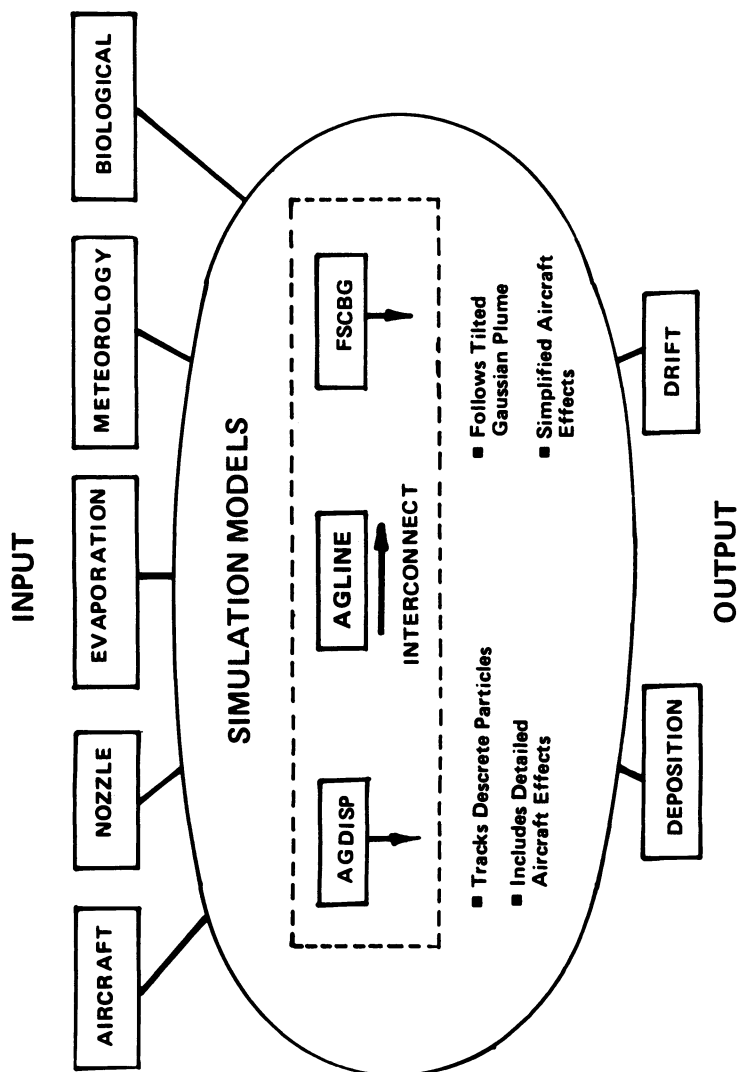 INPUT
AIRCRAFT
NOZZLE
EVAPORATION
METEOROLOGY
BIOLOGICAL
SIMULATION MODELS
AGDISP
AGLINE
FSCBG
INTERCONNECT
■ Tracks Descrete Particles
■ Includes Detailed
Aircraft Effects
■ Follows Tilted
Gaussian Plume
■ Simplified Aircraft
Effects
DEPOSITION
DRIFT
OUTPUT